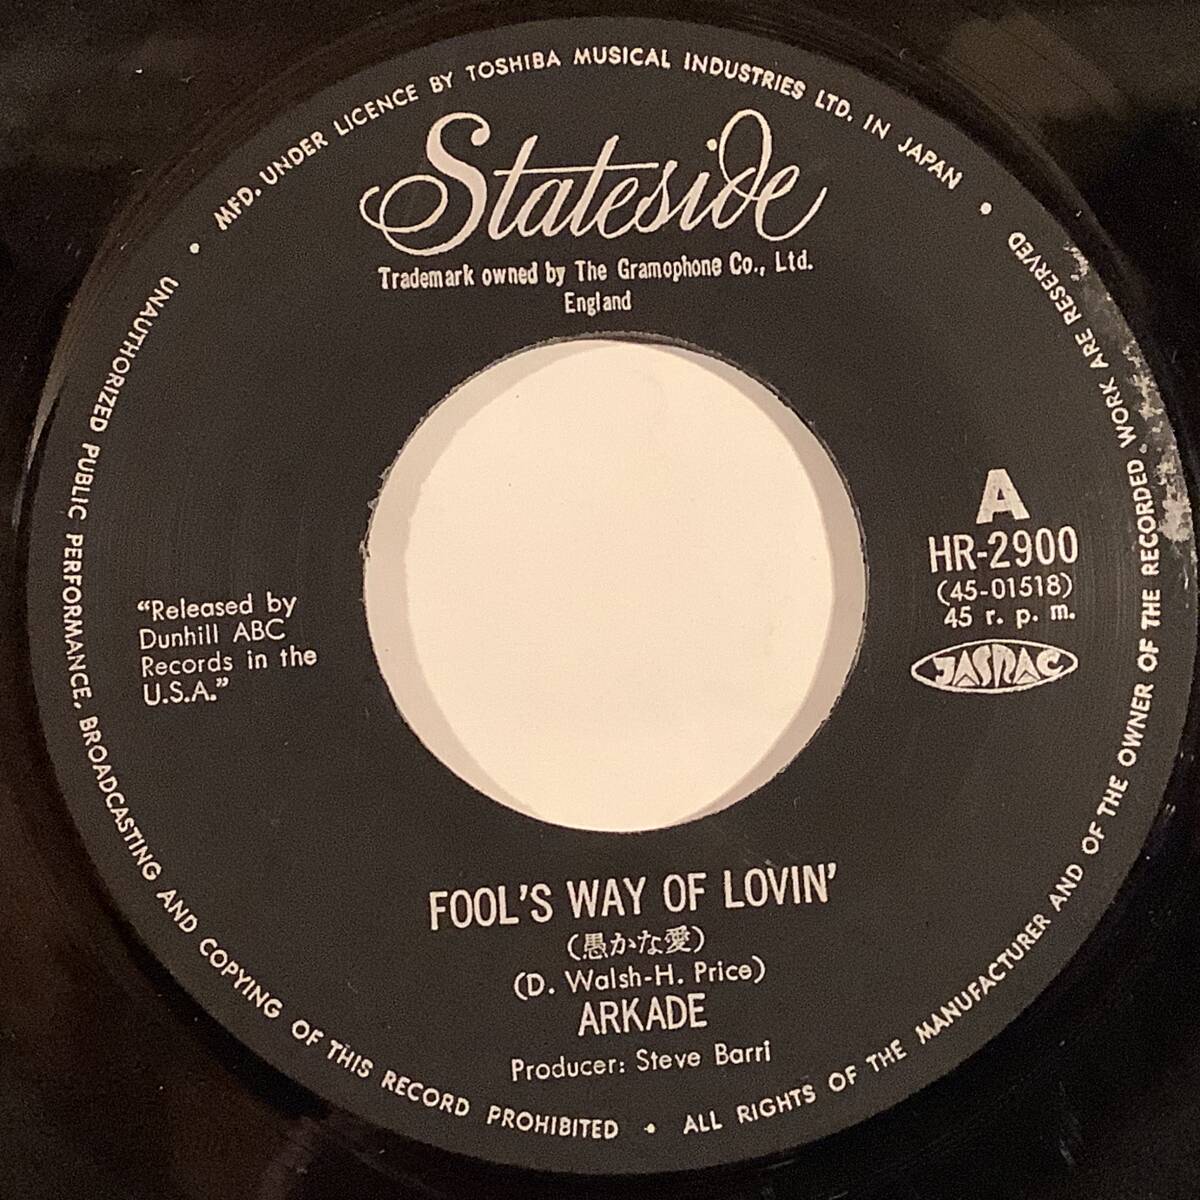 MFD. UNDER LICENCE BY TOSHIBA MUSICAL INDUSTRIES LTD. IN JAPAN
Stateside
Trademark owned by The Gramophone Co., Ltd.
England
A
HR-2900
(45-01518)
45 r. p. m.
JASRAC
“Released by
Dunhill ABC
Records in the
U.S.A.”
FOOL'S WAY OF LOVIN'
(愚かな愛)
(D. Walsh-H. Price)
ARKADE
Producer: Steve Barri
• UNAUTHORIZED PUBLIC PERFORMANCE, BROADCASTING AND COPYING OF THIS RECORD PROHIBITED • ALL RIGHTS OF THE MANUFACTURER AND OF THE OWNER OF THE RECORDED WORK ARE RESERVED •